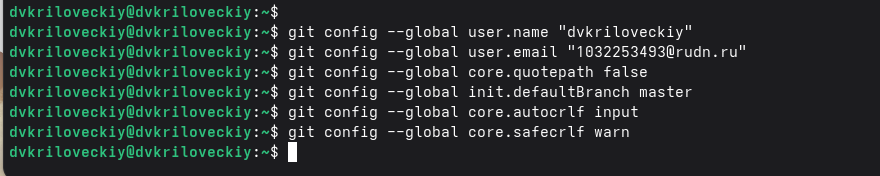 dvkriloveckiy@dvkriloveckiy:~$
dvkriloveckiy@dvkriloveckiy:~$ git config --global user.name "dvkriloveckiy"
dvkriloveckiy@dvkriloveckiy:~$ git config --global user.email "1032253493@rudn.ru"
dvkriloveckiy@dvkriloveckiy:~$ git config --global core.quotepath false
dvkriloveckiy@dvkriloveckiy:~$ git config --global init.defaultBranch master
dvkriloveckiy@dvkriloveckiy:~$ git config --global core.autocrlf input
dvkriloveckiy@dvkriloveckiy:~$ git config --global core.safecrlf warn
dvkriloveckiy@dvkriloveckiy:~$